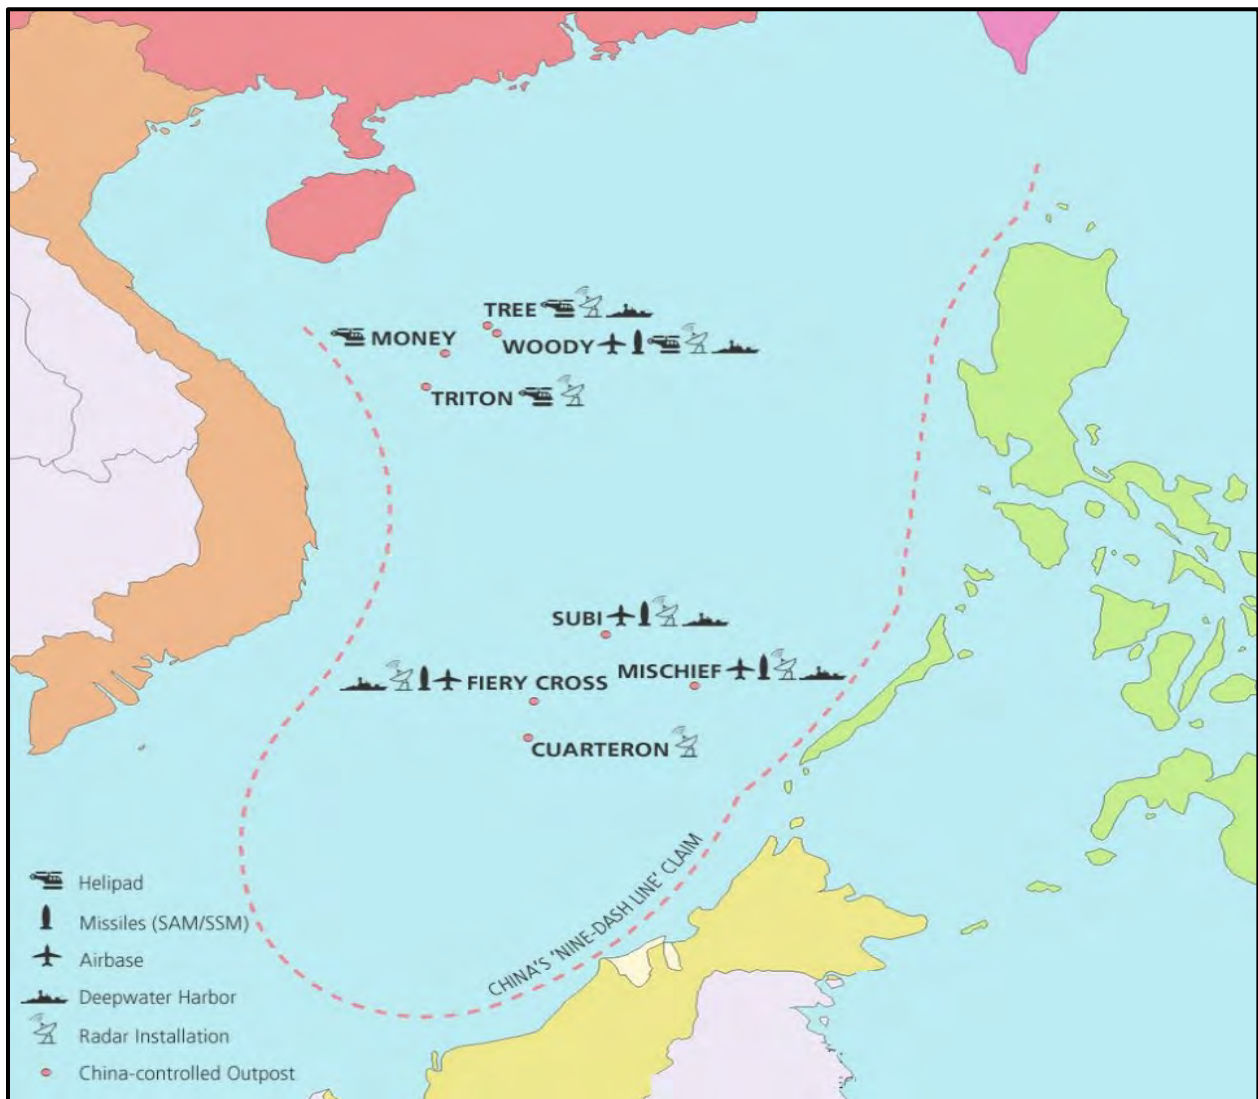 TREE
MONEY
WOODY
TRITON
SUBI
MISCHIEF
FIERY CROSS
CUARTERON
CHINA'S 'NINE-DASH LINE' CLAIM
Helipad
Missiles (SAM/SSM)
Airbase
Deepwater Harbor
Radar Installation
China-controlled Outpost